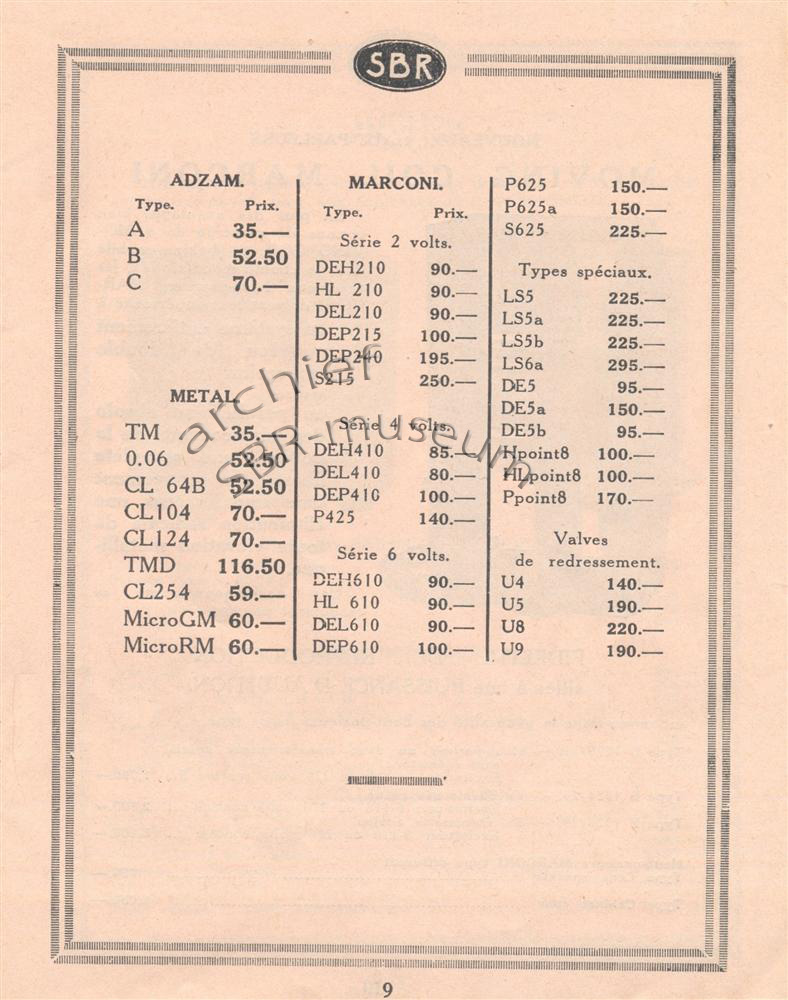 SBR
ADZAM.
Type. Prix.
A 35.—
B 52.50
C 70.—
METAL.
TM 35.—
0.06 52.50
CL 64B 52.50
CL104 70.—
CL124 70.—
TMD 116.50
CL254 59.—
MicroGM 60.—
MicroRM 60.—
MARCONI.
Type. Prix.
Série 2 volts.
DEH210 90.—
HL 210 90.—
DEL210 90.—
DEP215 100.—
DEP240 195.—
S215 250.—
Série 4 volts.
DEH410 85.—
DEL410 80.—
DEP410 100.—
P425 140.—
Série 6 volts.
DEH610 90.—
HL 610 90.—
DEL610 90.—
DEP610 100.—
P625 150.—
P625a 150.—
S625 225.—
Types spéciaux.
LS5 225.—
LS5a 225.—
LS5b 225.—
LS6a 295.—
DE5 95.—
DE5a 150.—
DE5b 95.—
Hpoint8 100.—
HLpoint8 100.—
Ppoint8 170.—
Valves
de redressement.
U4 140.—
U5 190.—
U8 220.—
U9 190.—
archief
SBR-museum
9